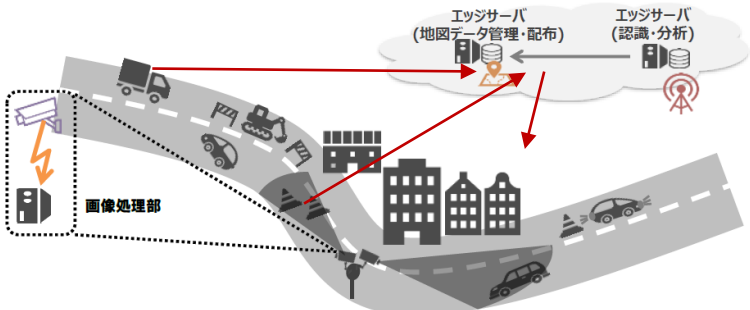 エッジサーバ
(地図データ管理・配布)
エッジサーバ
(認識・分析)
画像処理部